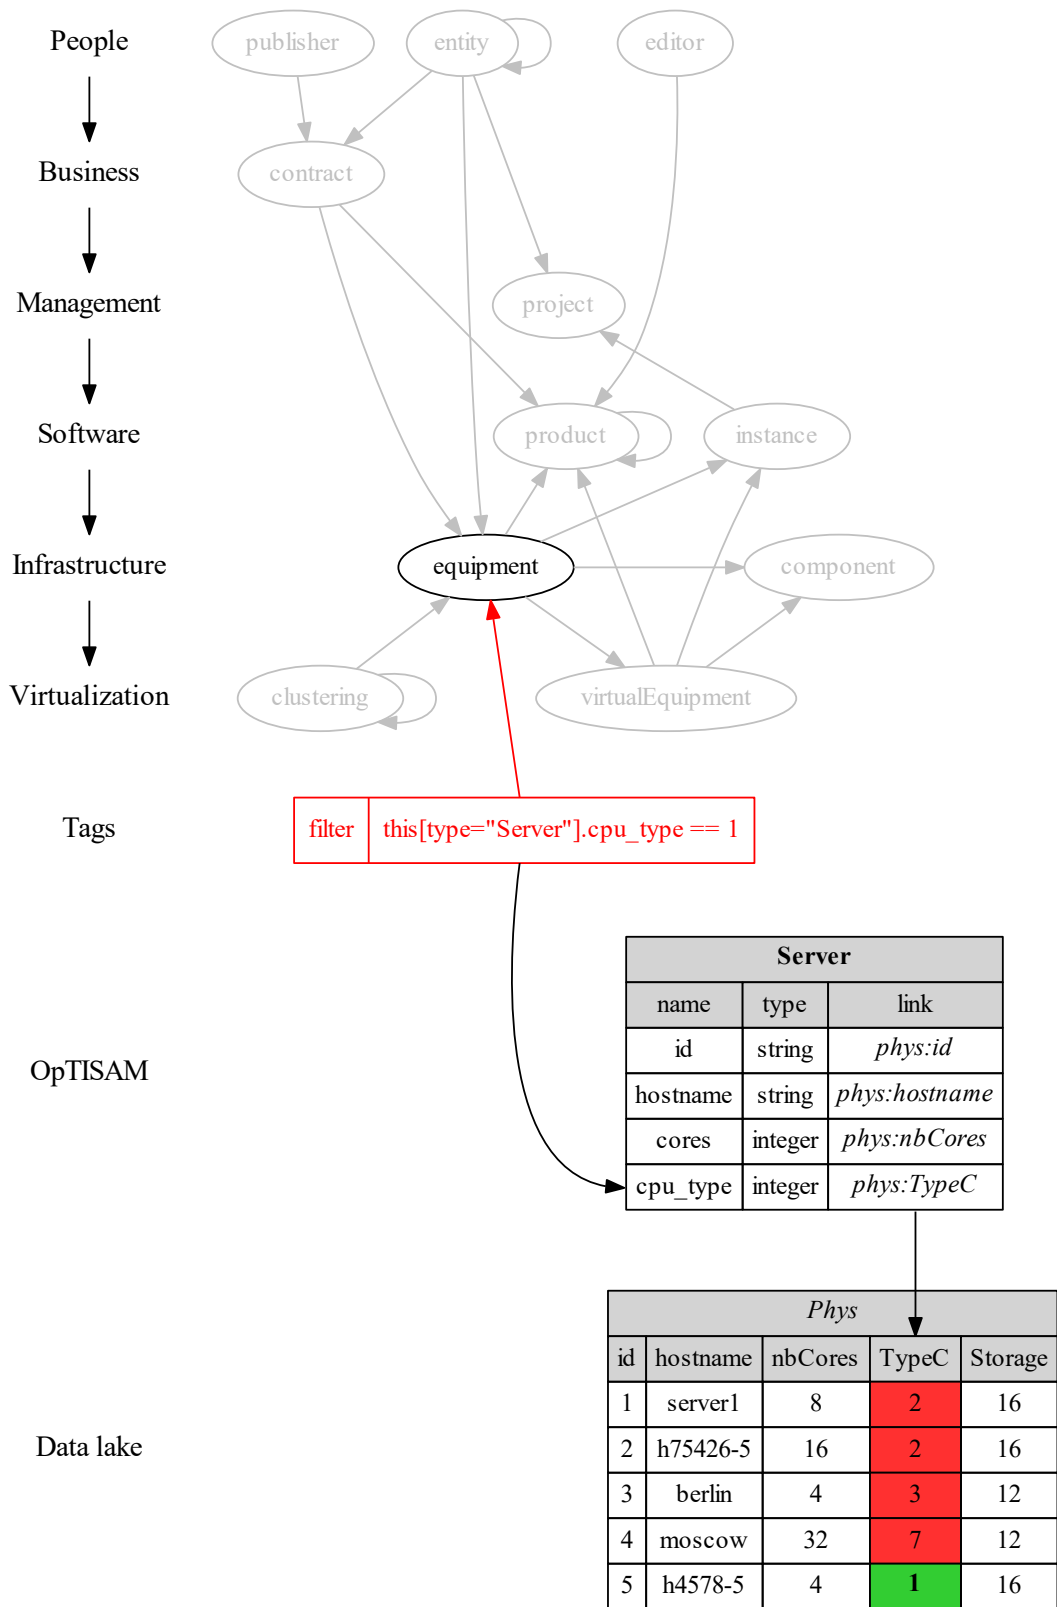 People
publisher
entity
editor
Business
contract
Management
project
Software
product
instance
Infrastructure
equipment
component
Virtualization
clustering
virtualEquipment
Tags
filter this[type="Server"].cpu_type == 1
OpTISAM
Server
name type link
id string phys:id
hostname string phys:hostname
cores integer phys:nbCores
cpu_type integer phys:TypeC
Data lake
Phys
id hostname nbCores TypeC Storage
1 server1 8 2 16
2 h75426-5 16 2 16
3 berlin 4 3 12
4 moscow 32 7 12
5 h4578-5 4 1 16